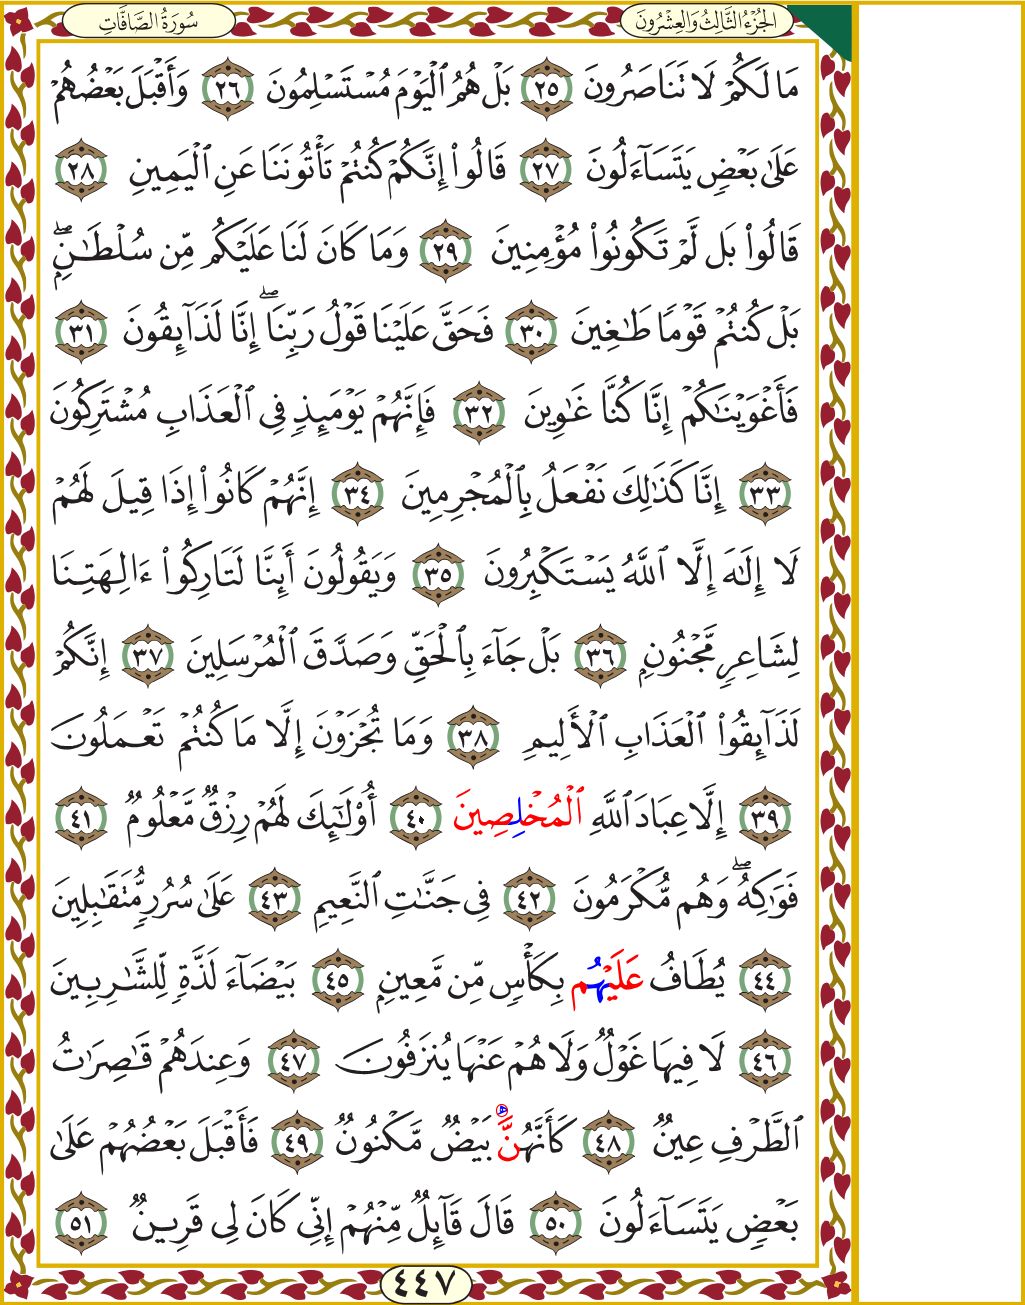 سُورَةُ الصَّافَّاتِ
الجُزْءُ الثَّالِثُ وَالعِشْرُونَ
مَا لَكُمْ لَا تَنَاصَرُونَ ٢٥ بَلْ هُمُ ٱلْيَوْمَ مُسْتَسْلِمُونَ ٢٦ وَأَقْبَلَ بَعْضُهُمْ
عَلَىٰ بَعْضٍ يَتَسَآءَلُونَ ٢٧ قَالُوا۟ إِنَّكُمْ كُنتُمْ تَأْتُونَنَا عَنِ ٱلْيَمِينِ ٢٨
قَالُوا۟ بَل لَّمْ تَكُونُوا۟ مُؤْمِنِينَ ٢٩ وَمَا كَانَ لَنَا عَلَيْكُم مِّن سُلْطَـٰنٍۭۖ
بَلْ كُنتُمْ قَوْمًا طَـٰغِينَ ٣٠ فَحَقَّ عَلَيْنَا قَوْلُ رَبِّنَآۖ إِنَّا لَذَآئِقُونَ ٣١
فَأَغْوَيْنَـٰكُمْ إِنَّا كُنَّا غَـٰوِينَ ٣٢ فَإِنَّهُمْ يَوْمَئِذٍ فِى ٱلْعَذَابِ مُشْتَرِكُونَ
٣٣ إِنَّا كَذَٰلِكَ نَفْعَلُ بِٱلْمُجْرِمِينَ ٣٤ إِنَّهُمْ كَانُوٓا۟ إِذَا قِيلَ لَهُمْ
لَآ إِلَـٰهَ إِلَّا ٱللَّهُ يَسْتَكْبِرُونَ ٣٥ وَيَقُولُونَ أَئِنَّا لَتَارِكُوٓا۟ ءَالِهَتِنَا
لِشَاعِرٍ مَّجْنُونٍۭ ٣٦ بَلْ جَآءَ بِٱلْحَقِّ وَصَدَّقَ ٱلْمُرْسَلِينَ ٣٧ إِنَّكُمْ
لَذَآئِقُوا۟ ٱلْعَذَابِ ٱلْأَلِيمِ ٣٨ وَمَا تُجْزَوْنَ إِلَّا مَا كُنتُمْ تَعْمَلُونَ
٣٩ إِلَّا عِبَادَ ٱللَّهِ ٱلْمُخْلِصِينَ ٤٠ أُو۟لَـٰٓئِكَ لَهُمْ رِزْقٌ مَّعْلُومٌ ٤١
فَوَٰكِهُۖ وَهُم مُّكْرَمُونَ ٤٢ فِى جَنَّـٰتِ ٱلنَّعِيمِ ٤٣ عَلَىٰ سُرُرٍ مُّتَقَـٰبِلِينَ
٤٤ يُطَافُ عَلَيْهُم بِكَأْسٍ مِّن مَّعِينٍۭ ٤٥ بَيْضَآءَ لَذَّةٍ لِّلشَّـٰرِبِينَ
٤٦ لَا فِيهَا غَوْلٌ وَلَا هُمْ عَنْهَا يُنزَفُونَ ٤٧ وَعِندَهُمْ قَـٰصِرَٰتُ
ٱلطَّرْفِ عِينٌ ٤٨ كَأَنَّهُنَّ بَيْضٌ مَّكْنُونٌ ٤٩ فَأَقْبَلَ بَعْضُهُمْ عَلَىٰ
بَعْضٍ يَتَسَآءَلُونَ ٥٠ قَالَ قَآئِلٌ مِّنْهُمْ إِنِّى كَانَ لِى قَرِينٌ ٥١
٤٤٧